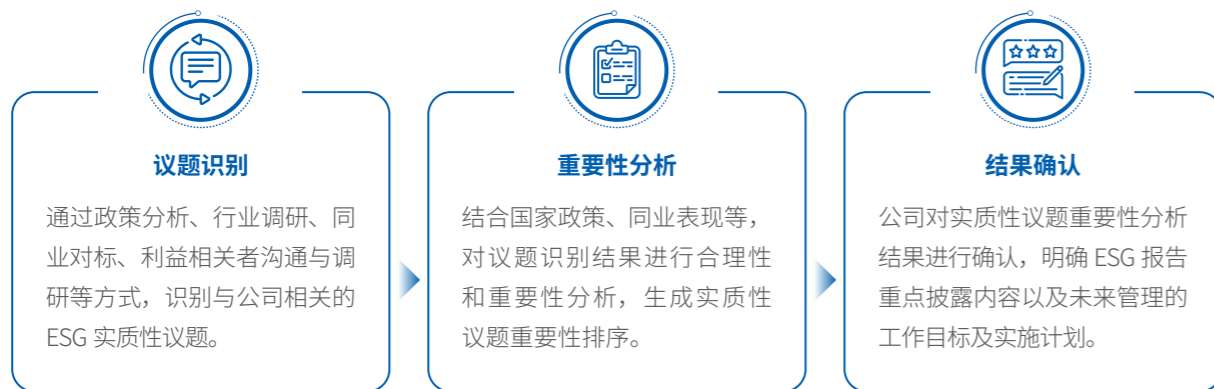 议题识别
通过政策分析、行业调研、同
业对标、利益相关者沟通与调
研等方式，识别与公司相关的
ESG 实质性议题。
重要性分析
结合国家政策、同业表现等，
对议题识别结果进行合理性
和重要性分析，生成实质性
议题重要性排序。
结果确认
公司对实质性议题重要性分析
结果进行确认，明确 ESG 报告
重点披露内容以及未来管理的
工作目标及实施计划。